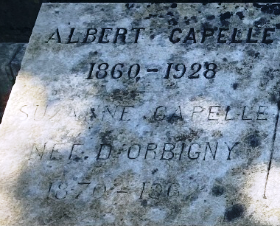 ALBERT CAPELLE
1860-1928
SUZANNE CAPELLE
NEE D'ORBIGNY